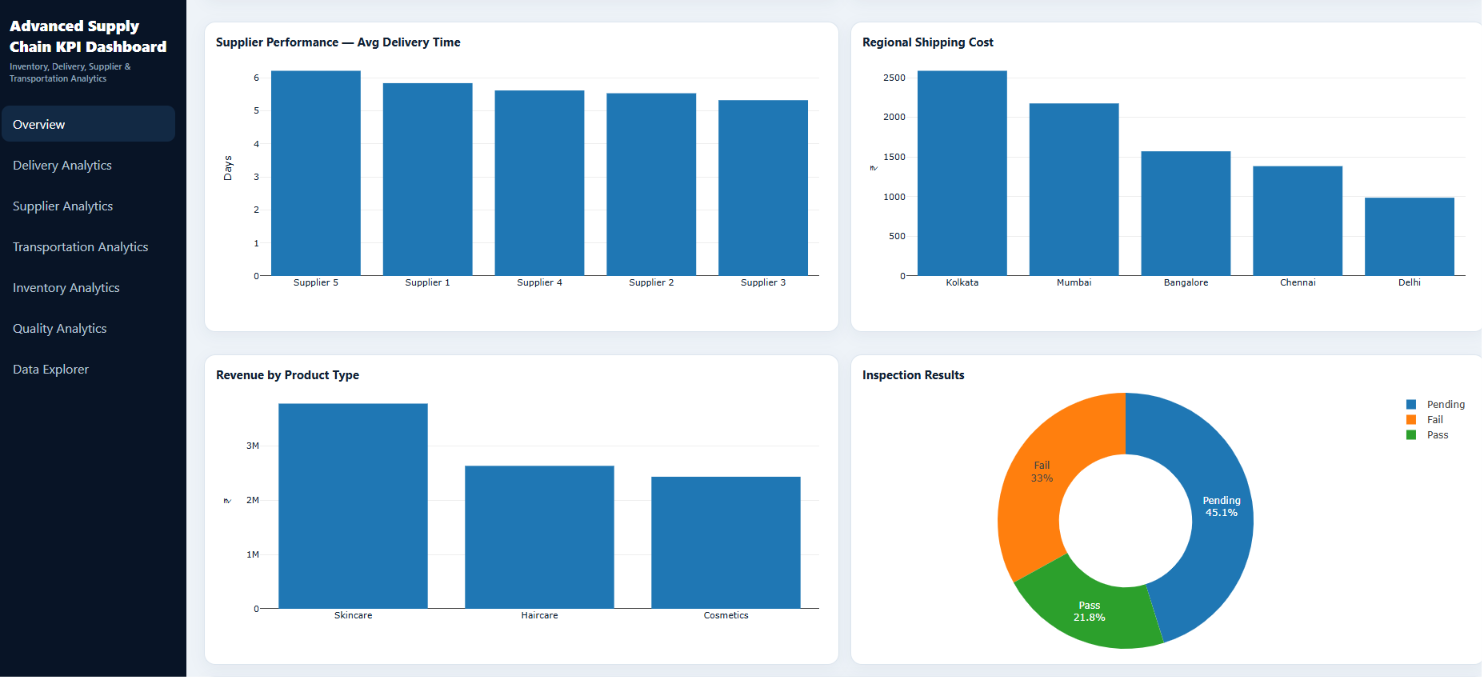 Advanced Supply
Chain KPI Dashboard
Inventory, Delivery, Supplier &
Transportation Analytics
Overview
Delivery Analytics
Supplier Analytics
Transportation Analytics
Inventory Analytics
Quality Analytics
Data Explorer
Supplier Performance — Avg Delivery Time
Days
6
5
4
3
2
1
0
Supplier 5
Supplier 1
Supplier 4
Supplier 2
Supplier 3
Regional Shipping Cost
₹
2500
2000
1500
1000
500
0
Kolkata
Mumbai
Bangalore
Chennai
Delhi
Revenue by Product Type
₹
3M
2M
1M
0
Skincare
Haircare
Cosmetics
Inspection Results
Pending
45.1%
Fail
33%
Pass
21.8%
Pending
Fail
Pass